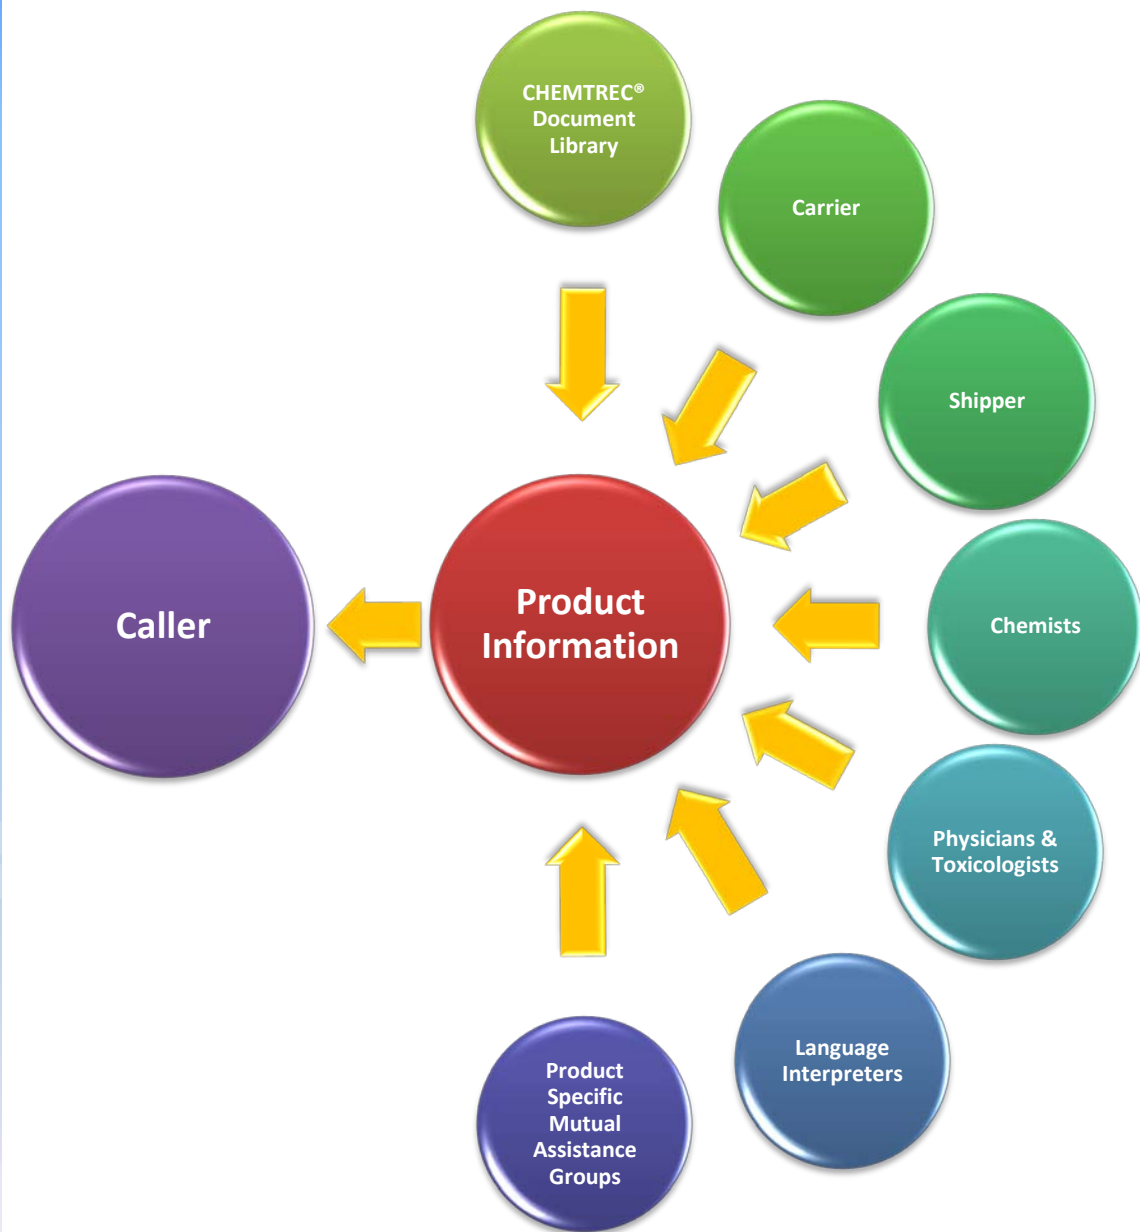 CHEMTREC®
Document
Library
Carrier
Shipper
Chemists
Physicians &
Toxicologists
Language
Interpreters
Product
Specific
Mutual
Assistance
Groups
Product
Information
Caller